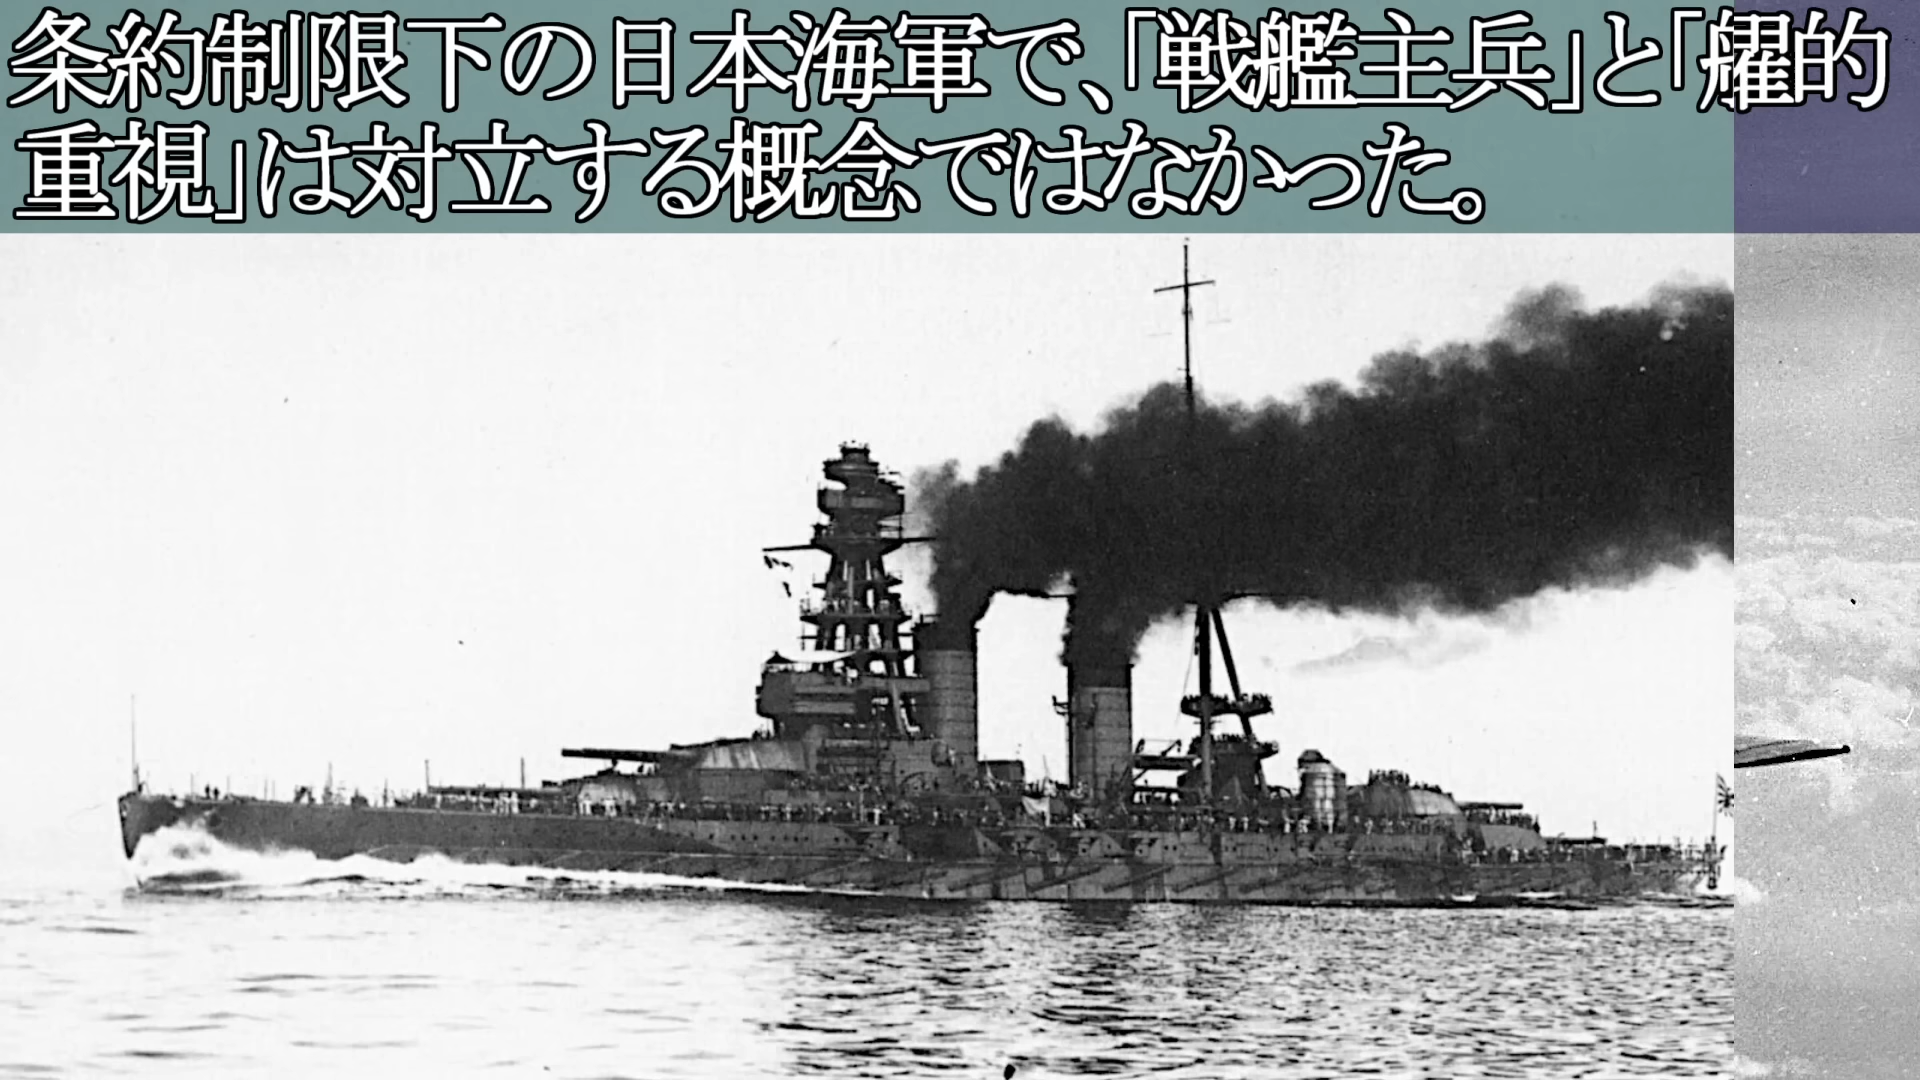 条約制限下の日本海軍で、「戦艦主兵」と「的
重視」は対立する概念ではなかった。